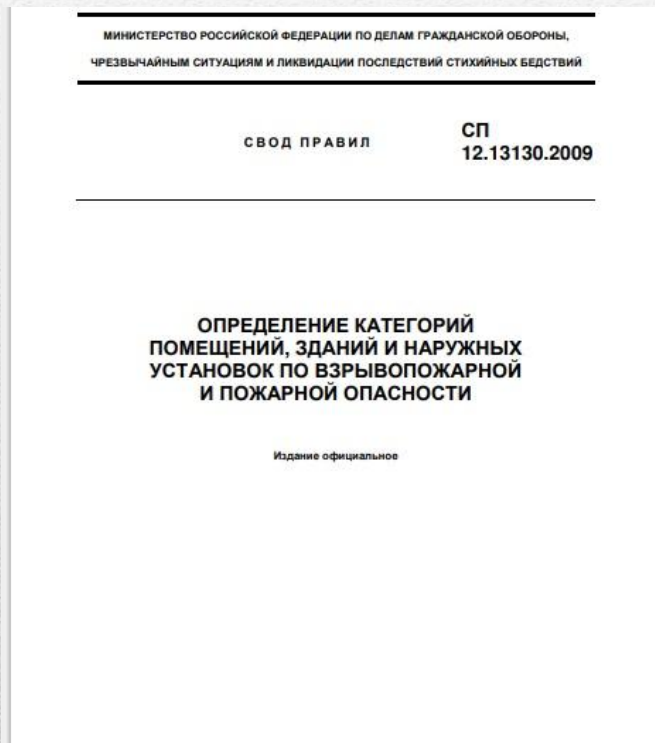 МИНИСТЕРСТВО РОССИЙСКОЙ ФЕДЕРАЦИИ ПО ДЕЛАМ ГРАЖДАНСКОЙ ОБОРОНЫ,
ЧРЕЗВЫЧАЙНЫМ СИТУАЦИЯМ И ЛИКВИДАЦИИ ПОСЛЕДСТВИЙ СТИХИЙНЫХ БЕДСТВИЙ
СВОД ПРАВИЛ
СП
12.13130.2009
ОПРЕДЕЛЕНИЕ КАТЕГОРИЙ
ПОМЕЩЕНИЙ, ЗДАНИЙ И НАРУЖНЫХ
УСТАНОВОК ПО ВЗРЫВОПОЖАРНОЙ
И ПОЖАРНОЙ ОПАСНОСТИ
Издание официальное